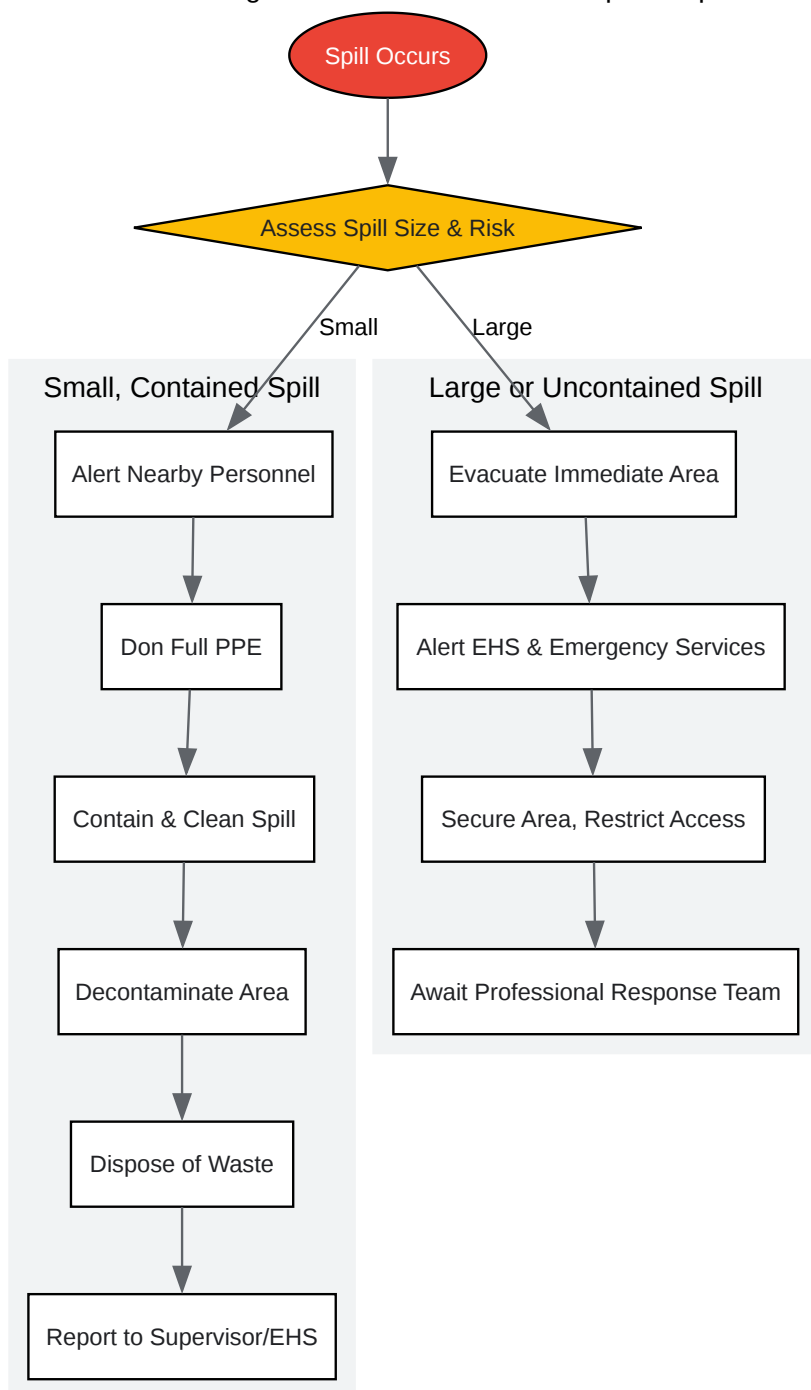 Spill Occurs
Assess Spill Size & Risk
Small
Large
Small, Contained Spill
Large or Uncontained Spill
Alert Nearby Personnel
Evacuate Immediate Area
Don Full PPE
Alert EHS & Emergency Services
Contain & Clean Spill
Secure Area, Restrict Access
Decontaminate Area
Await Professional Response Team
Dispose of Waste
Report to Supervisor/EHS